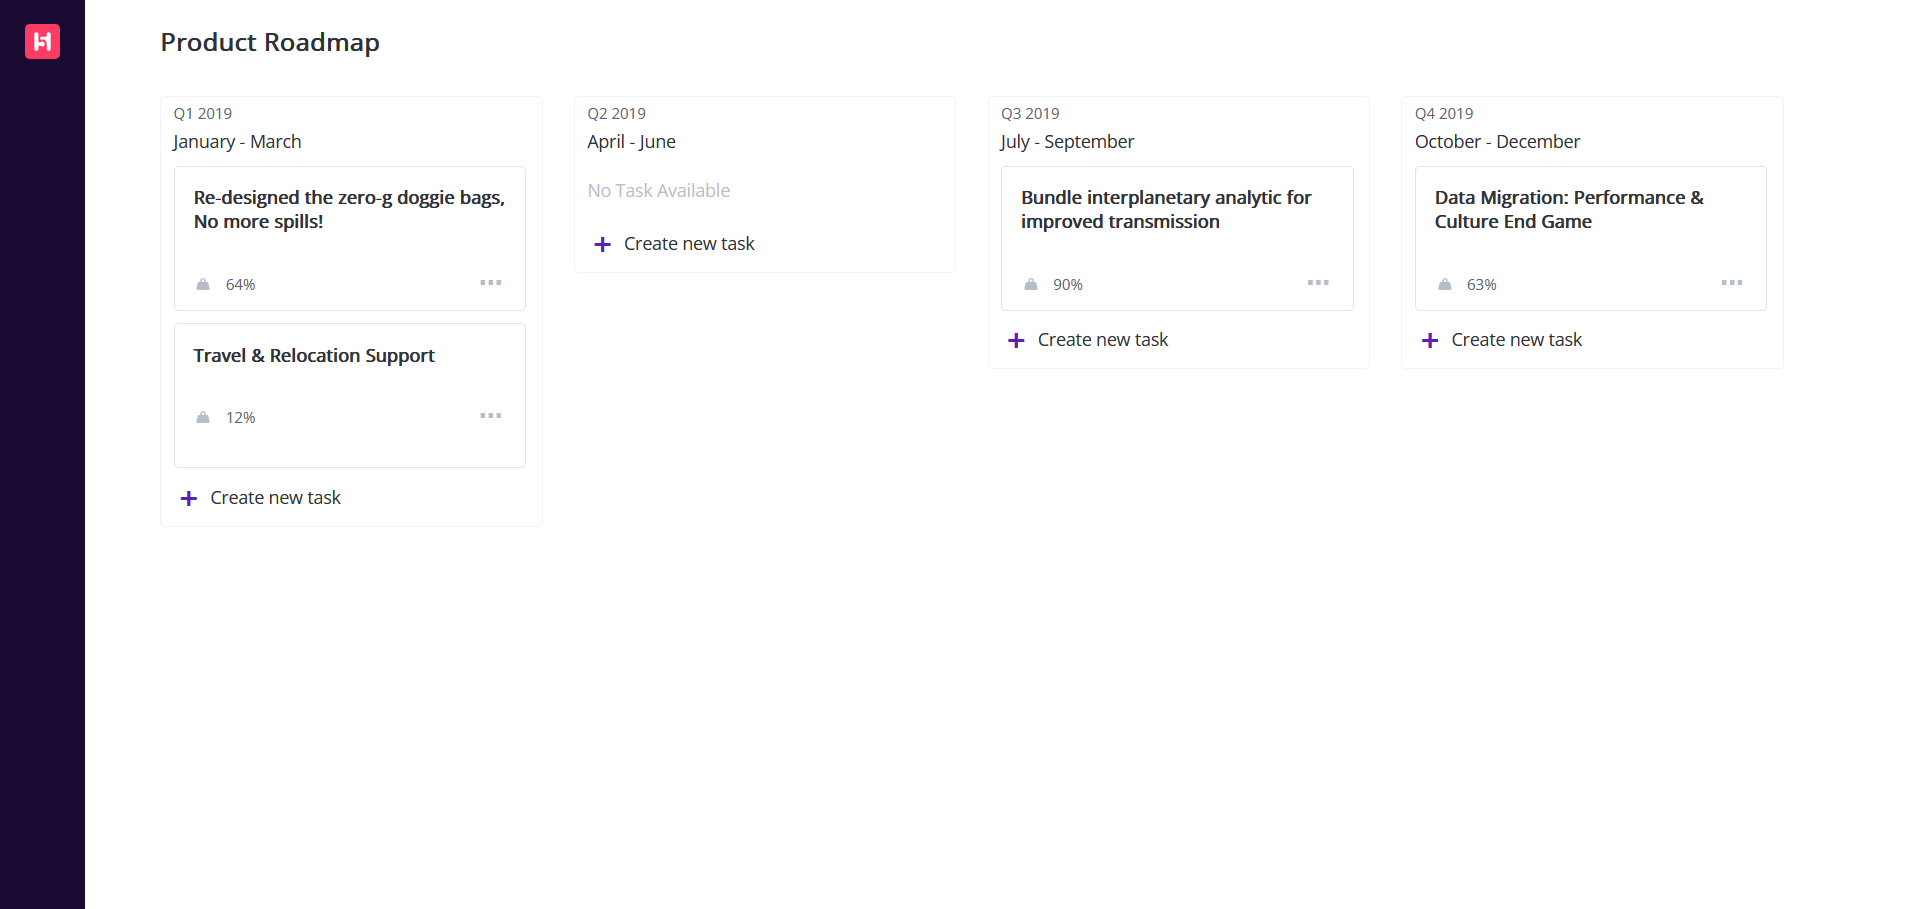 Product Roadmap
Q1 2019
January - March
Re-designed the zero-g doggie bags,
No more spills!
64%
Travel & Relocation Support
12%
Create new task
Q2 2019
April - June
No Task Available
Create new task
Q3 2019
July - September
Bundle interplanetary analytic for
improved transmission
90%
Create new task
Q4 2019
October - December
Data Migration: Performance &
Culture End Game
63%
Create new task